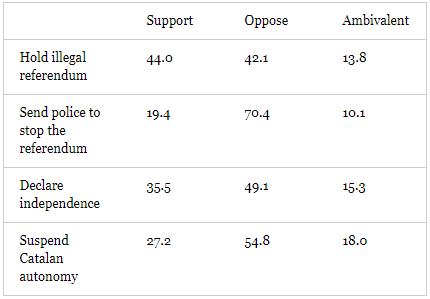 Support Oppose Ambivalent
Hold illegal
referendum
44.0 42.1 13.8
Send police to
stop the
referendum
19.4 70.4 10.1
Declare
independence
35.5 49.1 15.3
Suspend
Catalan
autonomy
27.2 54.8 18.0